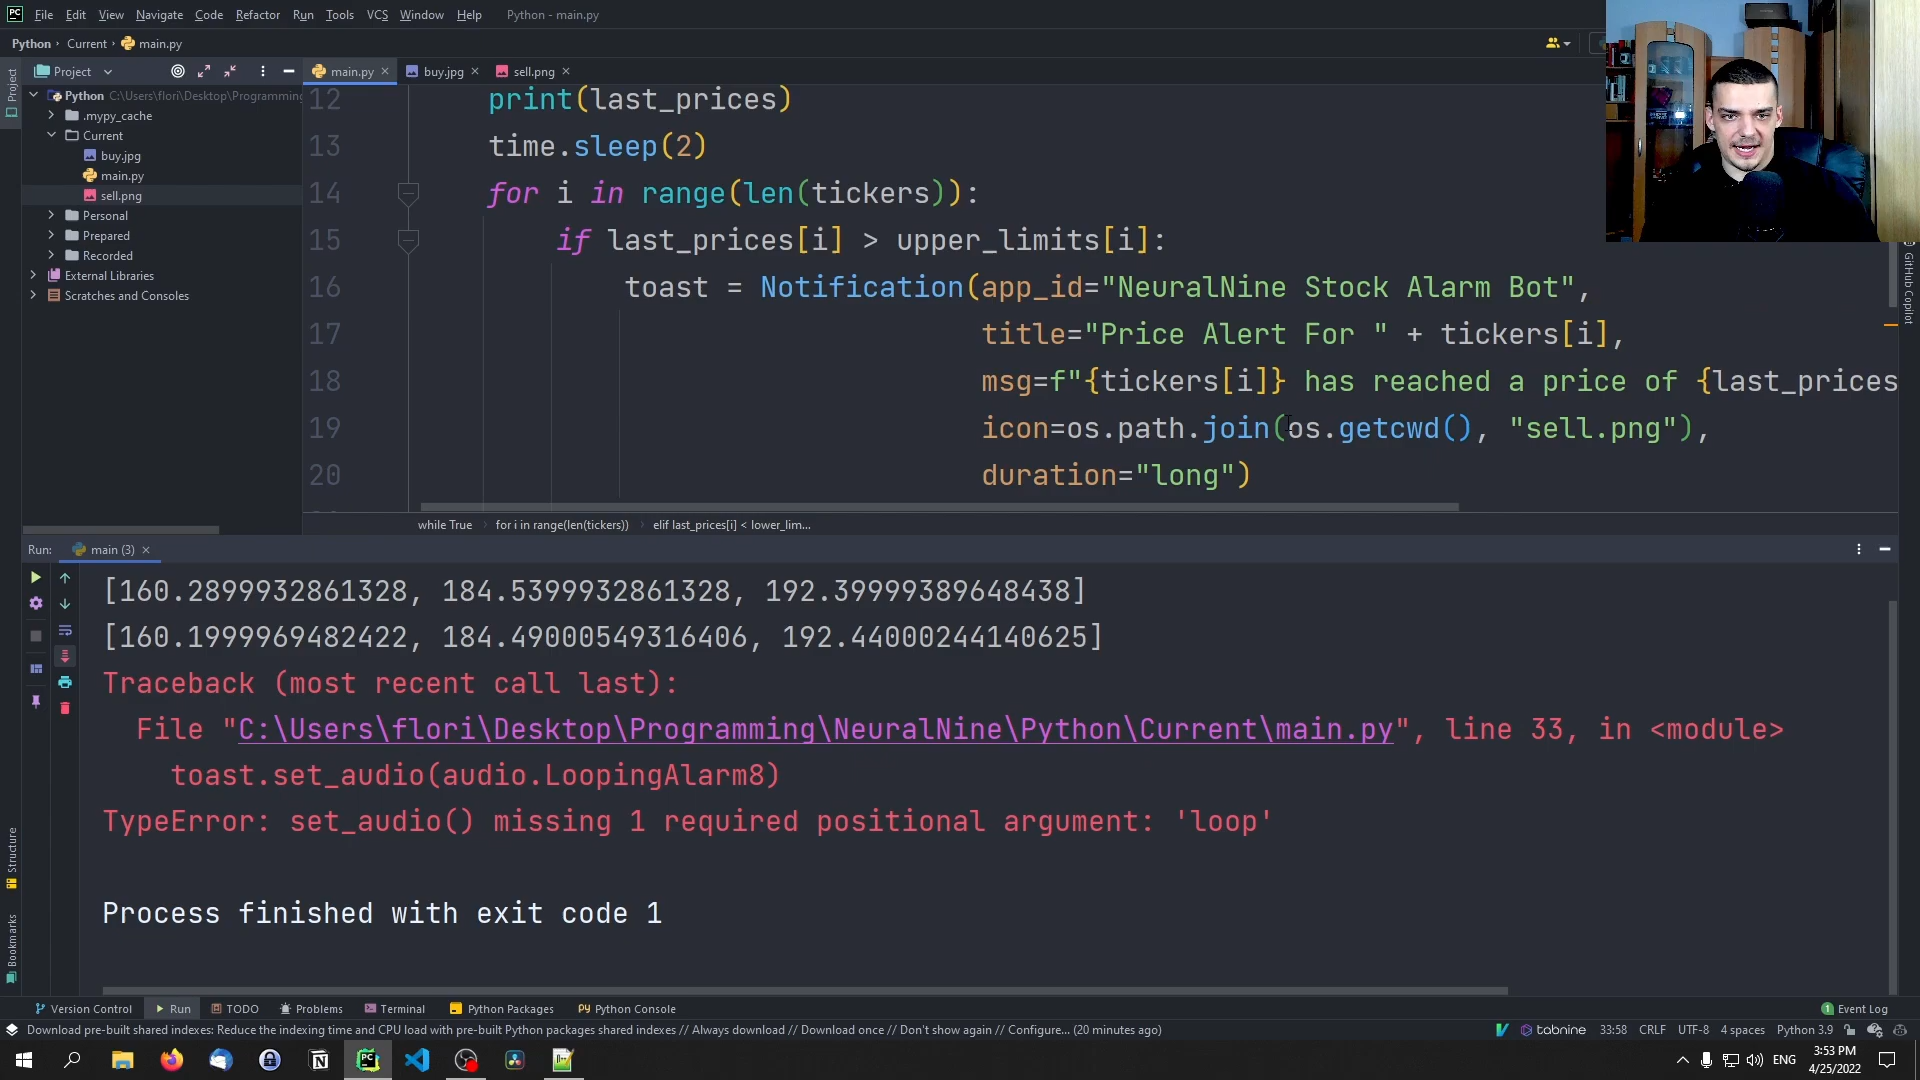 File Edit View Navigate Code Refactor Run Tools VCS Window Help Python - main.py
Python Current main.py
Project main.py buy.jpg sell.png
Project
Python C:\Users\flori\Desktop\Programming
.mypy_cache
Current
buy.jpg
main.py
sell.png
Personal
Prepared
Recorded
External Libraries
Scratches and Consoles
12 print(last_prices)
13 time.sleep(2)
14 for i in range(len(tickers)):
15 if last_prices[i] > upper_limits[i]:
16 toast = Notification(app_id="NeuralNine Stock Alarm Bot",
17 title="Price Alert For " + tickers[i],
18 msg=f"{tickers[i]} has reached a price of {last_prices
19 icon=os.path.join(os.getcwd(), "sell.png"),
20 duration="long")
GitHub Copilot
while True for i in range(len(tickers)) elif last_prices[i] < lower_lim...
Run: main (3)
[160.2899932861328, 184.5399932861328, 192.39999389648438]
[160.1999969482422, 184.49000549316406, 192.44000244140625]
Traceback (most recent call last):
File "C:\Users\flori\Desktop\Programming\NeuralNine\Python\Current\main.py", line 33, in <module>
toast.set_audio(audio.LoopingAlarm8)
TypeError: set_audio() missing 1 required positional argument: 'loop'
Process finished with exit code 1
Structure
Bookmarks
Version Control Run TODO Problems Terminal Python Packages Python Console 1 Event Log
Download pre-built shared indexes: Reduce the indexing time and CPU load with pre-built Python packages shared indexes // Always download // Download once // Don't show again // Configure... (20 minutes ago) tabnine 33:58 CRLF UTF-8 4 spaces Python 3.9
ENG 3:53 PM
4/25/2022